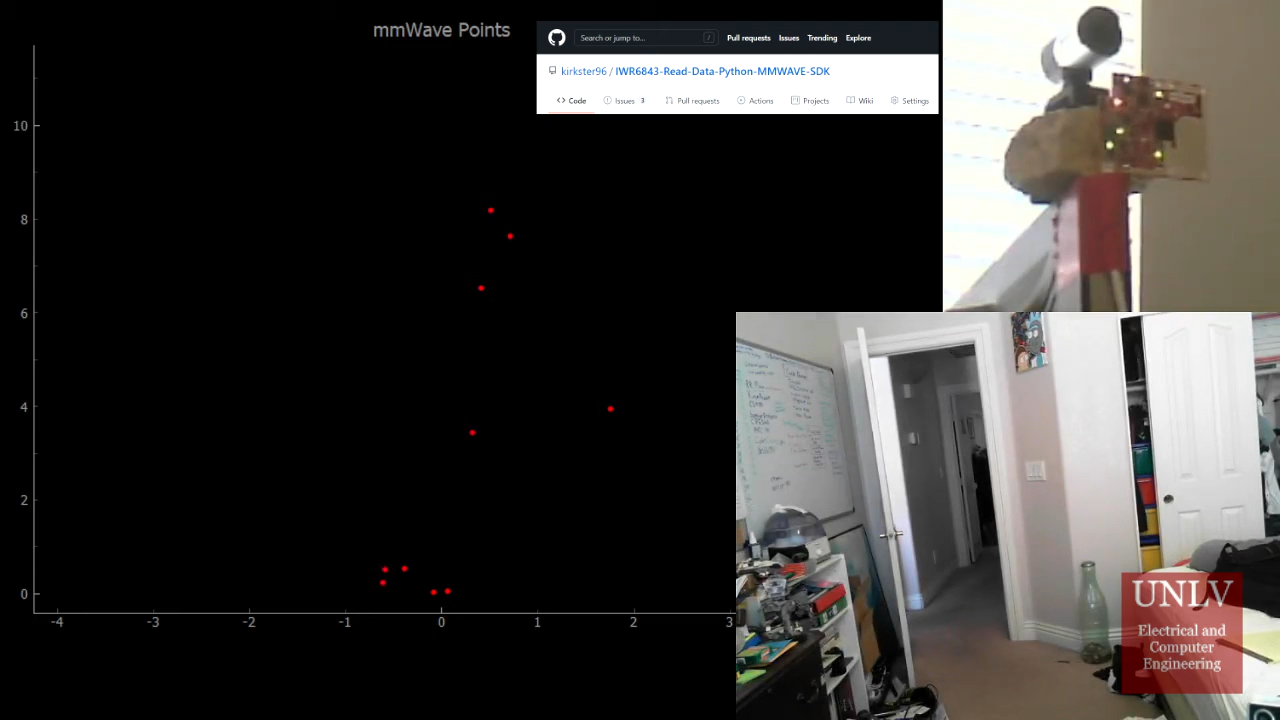 mmWave Points
Search or jump to... /
Pull requests Issues Trending Explore
kirkster96 / IWR6843-Read-Data-Python-MMWAVE-SDK
Code Issues 3 Pull requests Actions Projects Wiki Settings
10
8
6
4
2
0
-4 -3 -2 -1 0 1 2 3
UNLV
Electrical and
Computer
Engineering